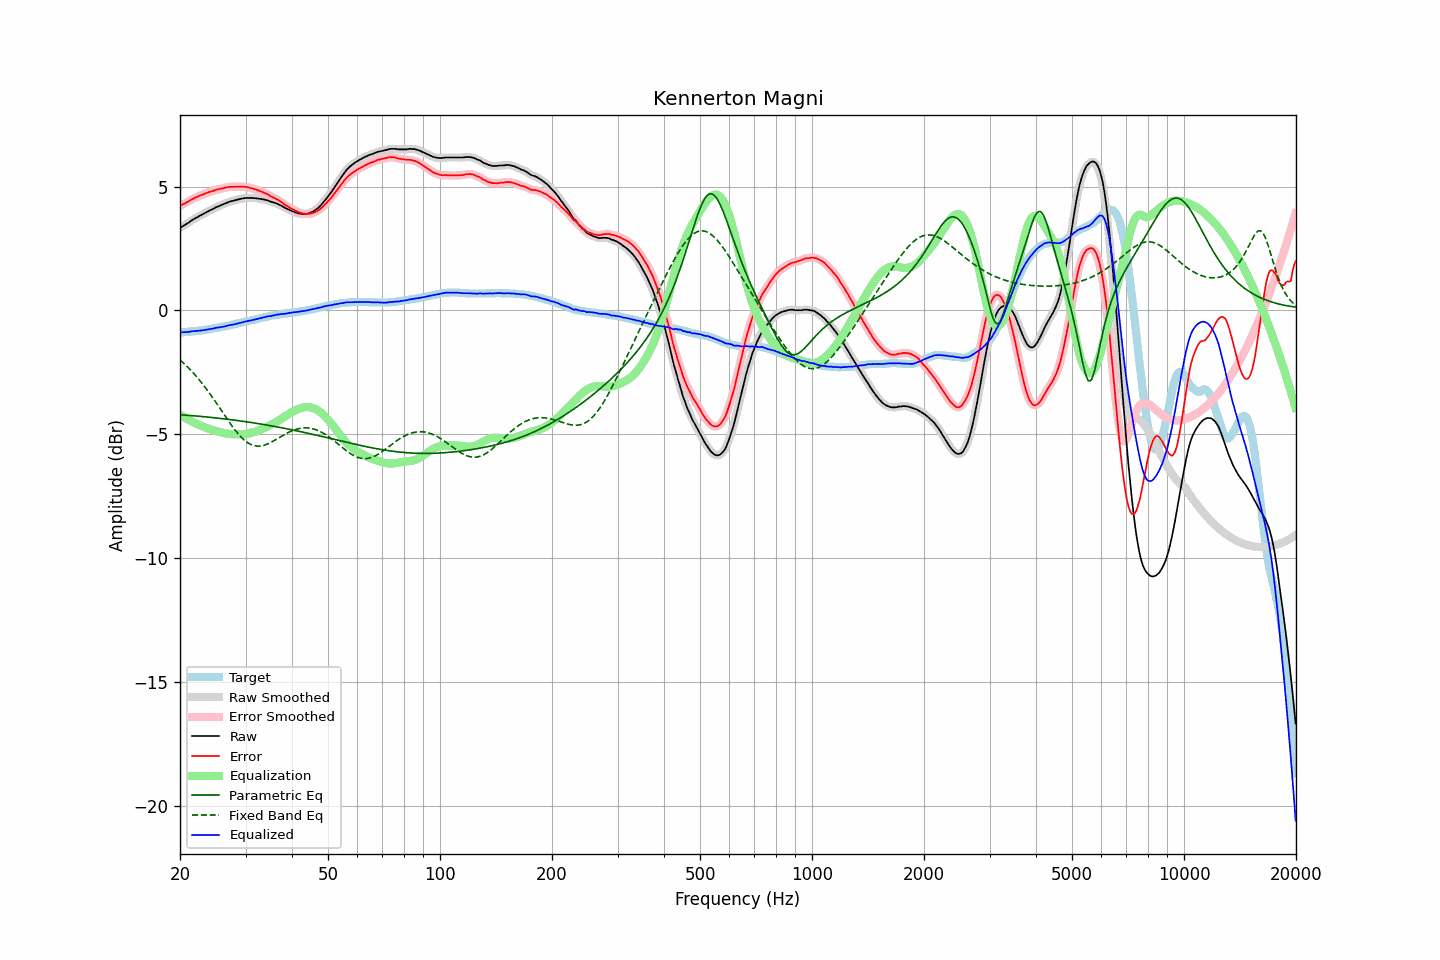 Kennerton Magni
Amplitude (dBr)
5
0
−5
−10
−15
−20
Target
Raw Smoothed
Error Smoothed
Raw
Error
Equalization
Parametric Eq
Fixed Band Eq
Equalized
20 50 100 200 500 1000 2000 5000 10000 20000
Frequency (Hz)